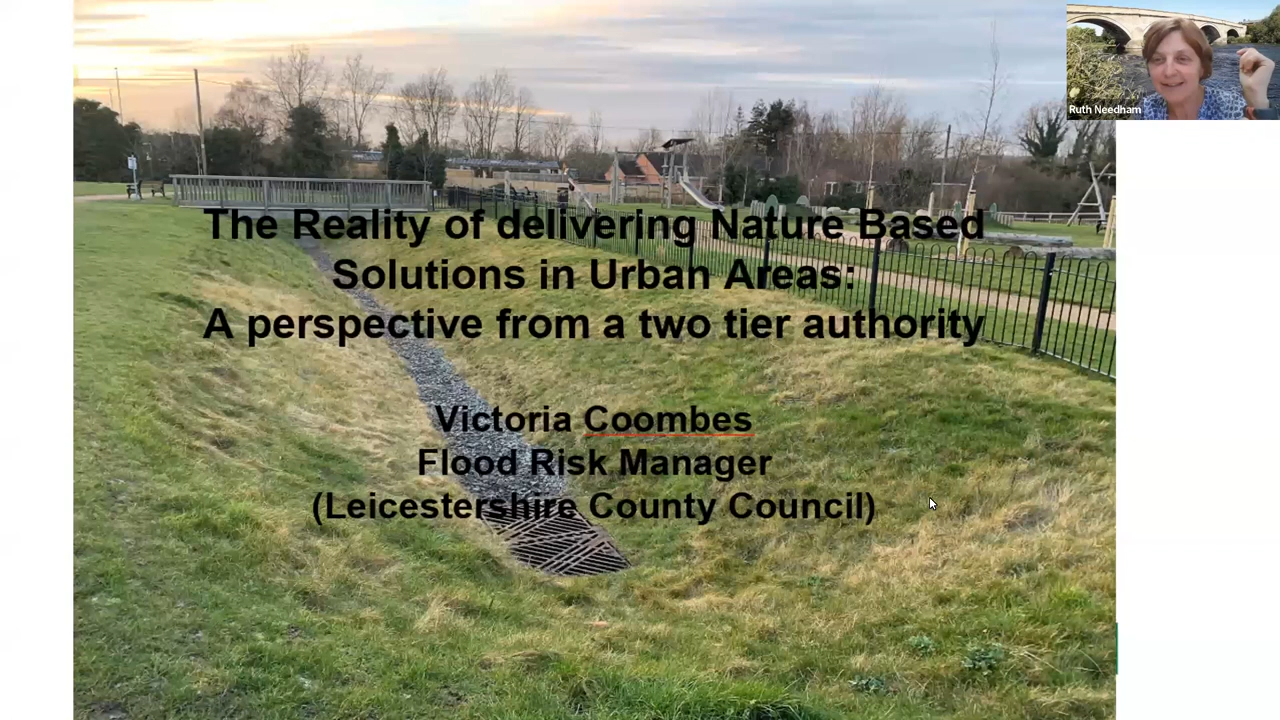 Ruth Needham
The Reality of delivering Nature Based
Solutions in Urban Areas:
A perspective from a two tier authority
Victoria Coombes
Flood Risk Manager
(Leicestershire County Council)